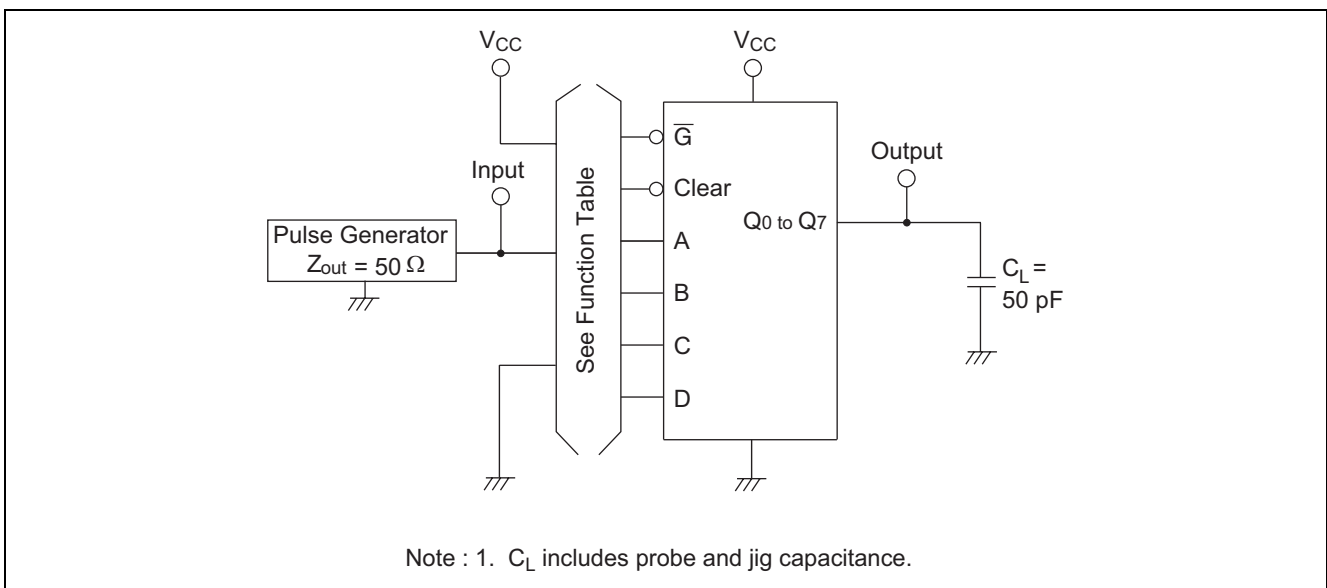 VCC
VCC
Input
Output
Pulse Generator
Zout = 50 Ω
See Function Table
G̅
Clear
A
B
C
D
Q0 to Q7
CL =
50 pF
Note : 1. CL includes probe and jig capacitance.